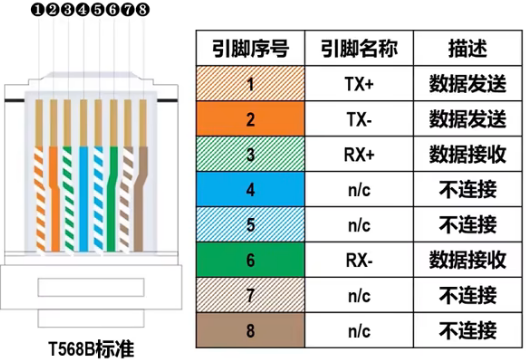 ❶❷❸❹❺❻❼❽
T568B标准
引脚序号 引脚名称 描述
1 TX+ 数据发送
2 TX- 数据发送
3 RX+ 数据接收
4 n/c 不连接
5 n/c 不连接
6 RX- 数据接收
7 n/c 不连接
8 n/c 不连接